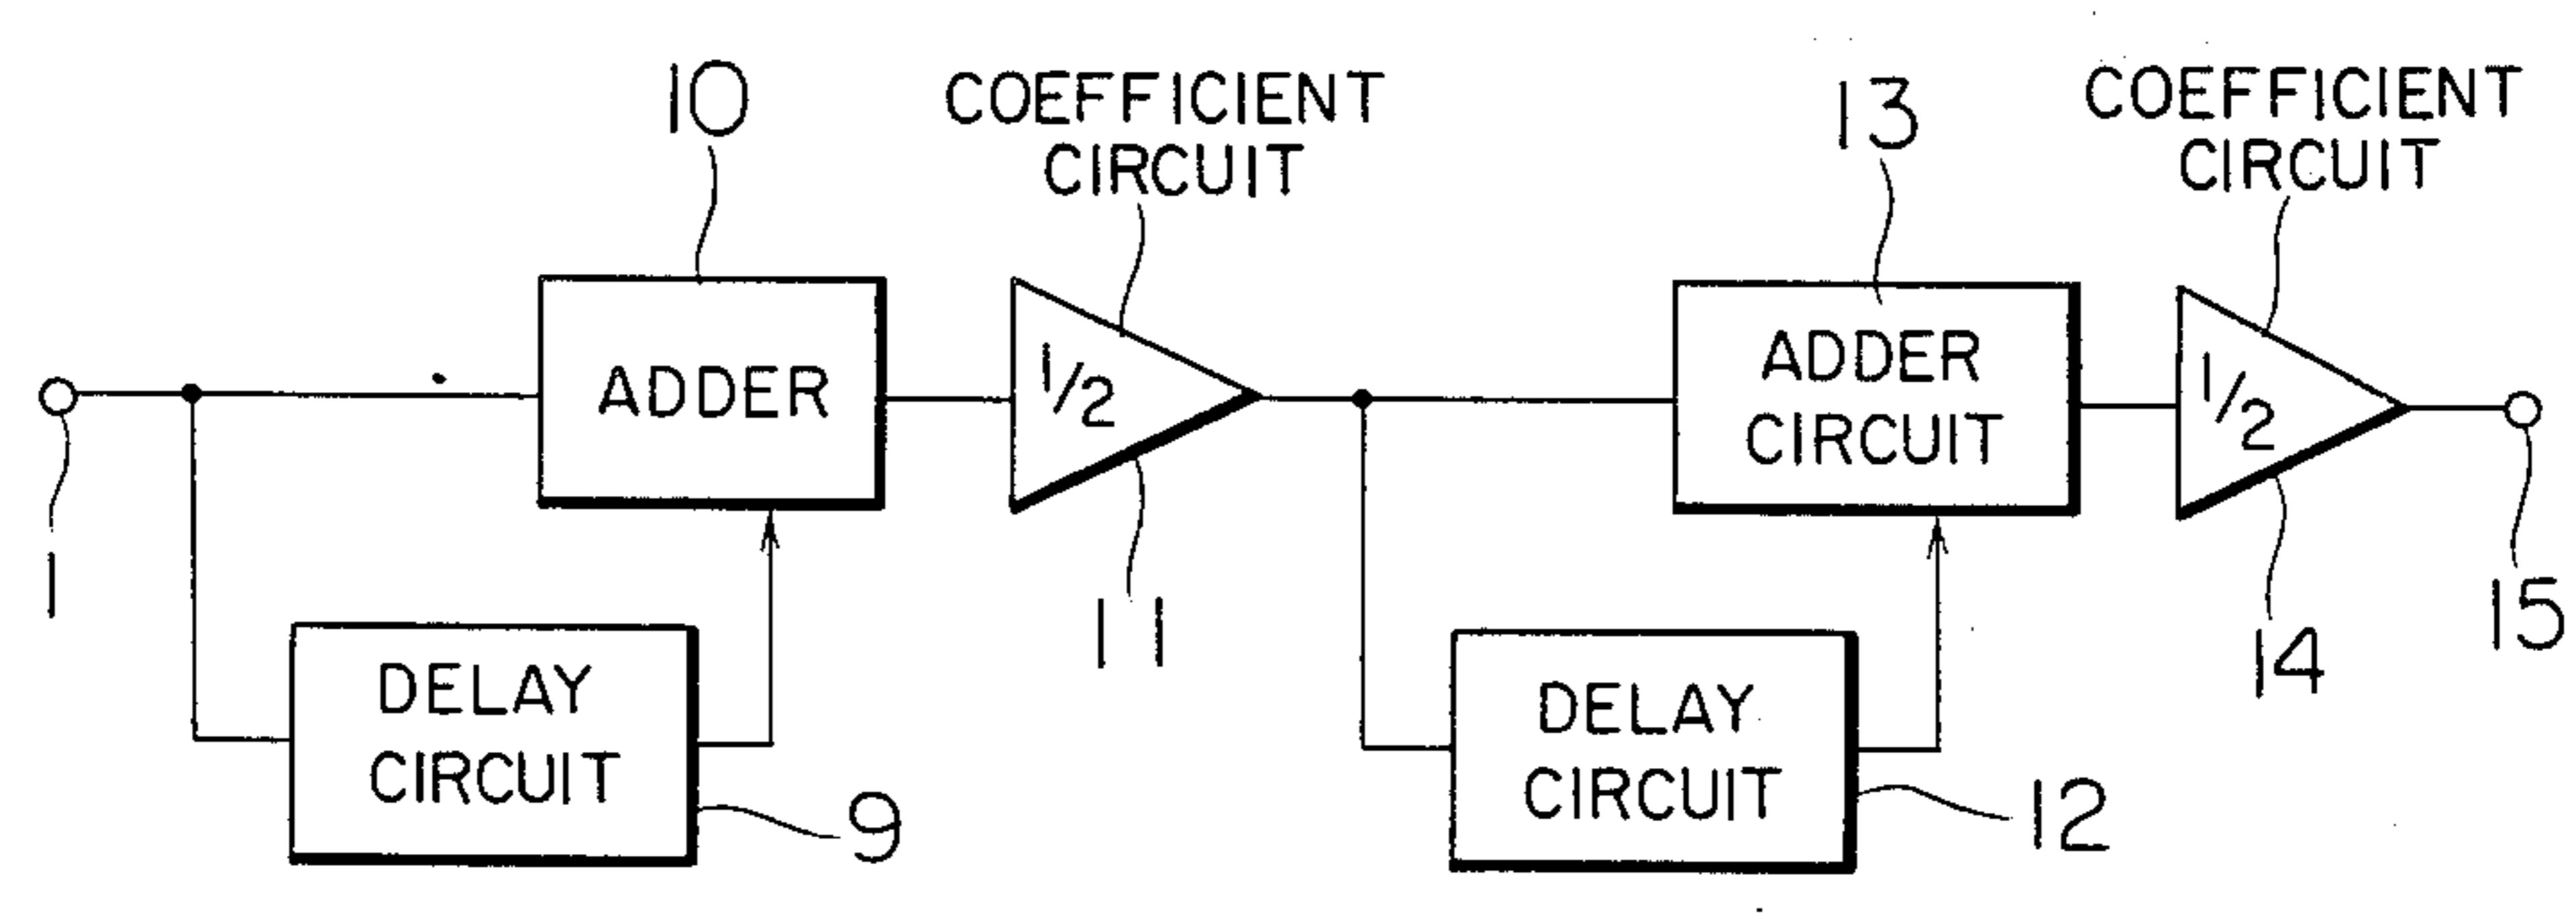 10
COEFFICIENT
CIRCUIT
13
COEFFICIENT
CIRCUIT
ADDER
1/2
ADDER
CIRCUIT
1/2
1
11
15
14
DELAY
CIRCUIT
9
DELAY
CIRCUIT
12